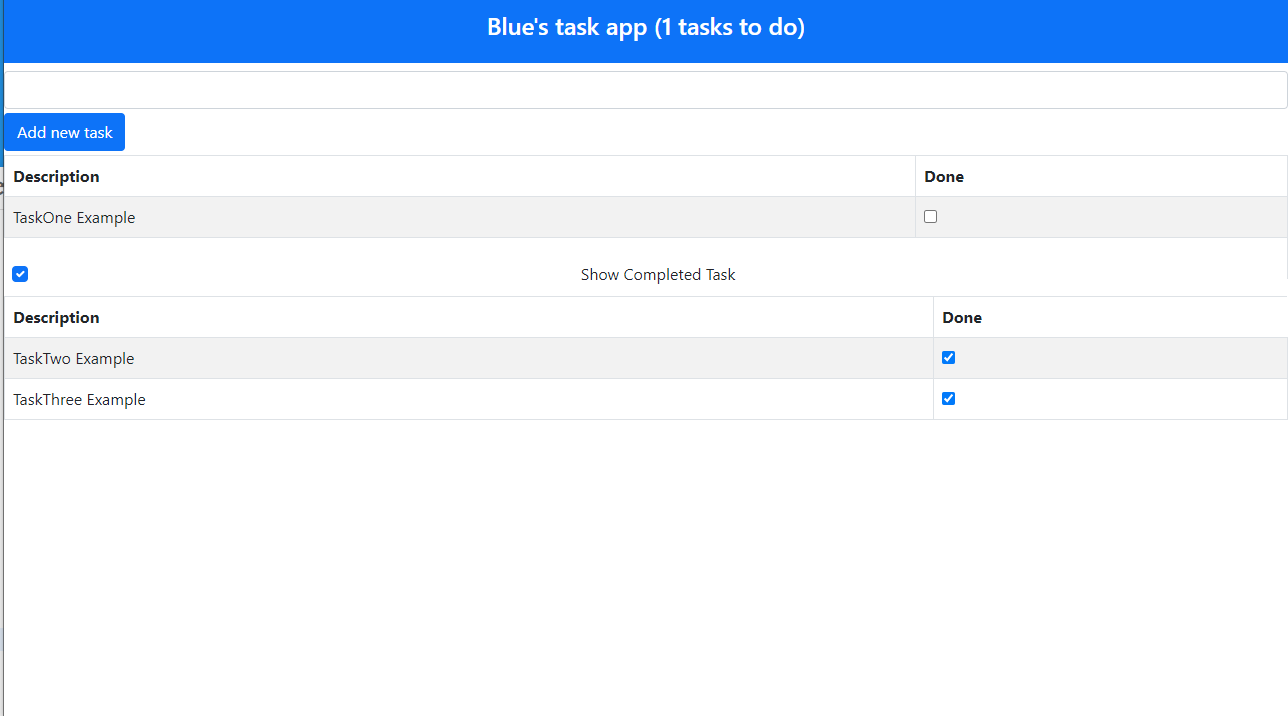 Blue's task app (1 tasks to do)
Add new task
Description Done
TaskOne Example
Show Completed Task
Description Done
TaskTwo Example
TaskThree Example